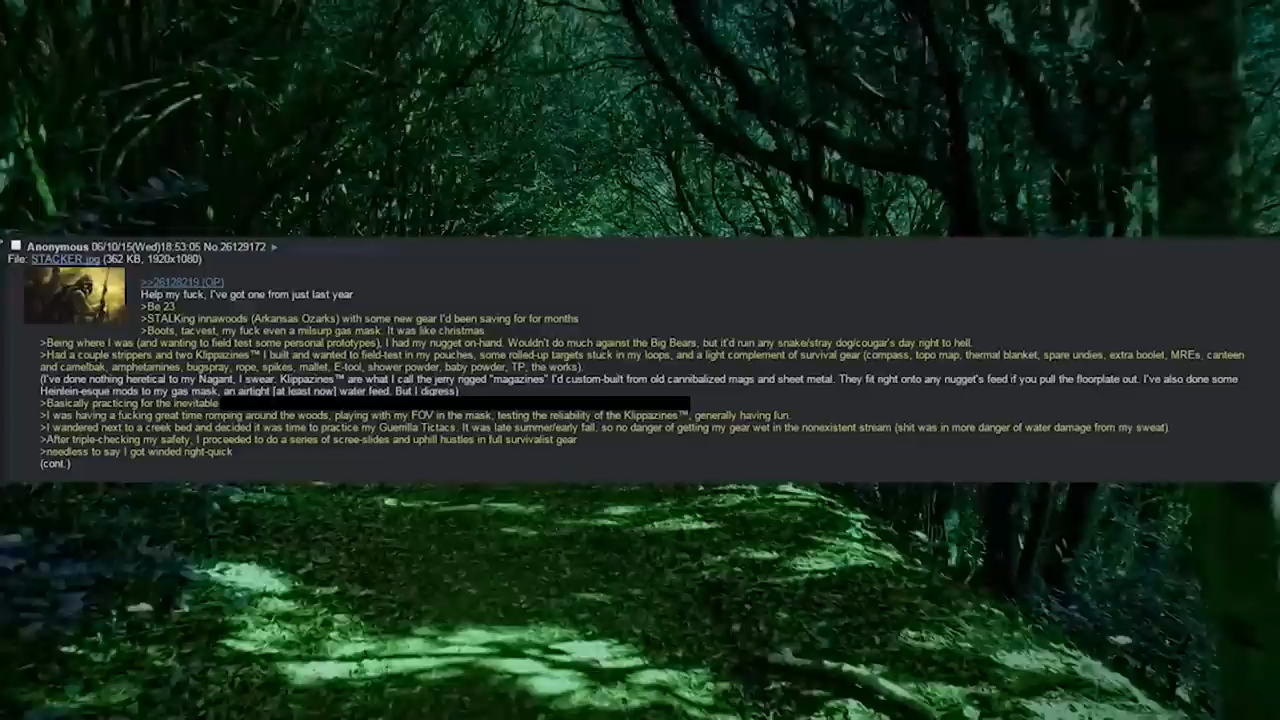 Anonymous 06/10/15(Wed)18:53:05 No.26129172 ▶
File: STACKER.jpg (362 KB, 1920x1080)
>>26128219 (OP)
Help my fuck, I've got one from just last year
>Be 23
>STALKing innawoods (Arkansas Ozarks) with some new gear I'd been saving for for months
>Boots, tacvest, my fuck even a milsurp gas mask. It was like christmas
>Being where I was (and wanting to field test some personal prototypes), I had my nugget on-hand. Wouldn't do much against the Big Bears, but it'd ruin any snake/stray dog/cougar's day right to hell.
>Had a couple strippers and two Klippazines™ I built and wanted to field-test in my pouches, some rolled-up targets stuck in my loops, and a light complement of survival gear (compass, topo map, thermal blanket, spare undies, extra boolet, MREs, canteen
and camelbak, amphetamines, bugspray, rope, spikes, mallet, E-tool, shower powder, baby powder, TP, the works).
(I've done nothing heretical to my Nagant, I swear. Klippazines™ are what I call the jerry rigged "magazines" I'd custom-built from old cannibalized mags and sheet metal. They fit right onto any nugget's feed if you pull the floorplate out. I've also done some
Heinlein-esque mods to my gas mask, an airtight [at least now] water feed. But I digress)
>Basically practicing for the inevitable
>I was having a fucking great time romping around the woods, playing with my FOV in the mask, testing the reliability of the Klippazines™, generally having fun.
>I wandered next to a creek bed and decided it was time to practice my Guerrilla Tictacs. It was late summer/early fall, so no danger of getting my gear wet in the nonexistent stream (shit was in more danger of water damage from my sweat).
>After triple-checking my safety, I proceeded to do a series of scree-slides and uphill hustles in full survivalist gear
>needless to say I got winded right-quick
(cont.)